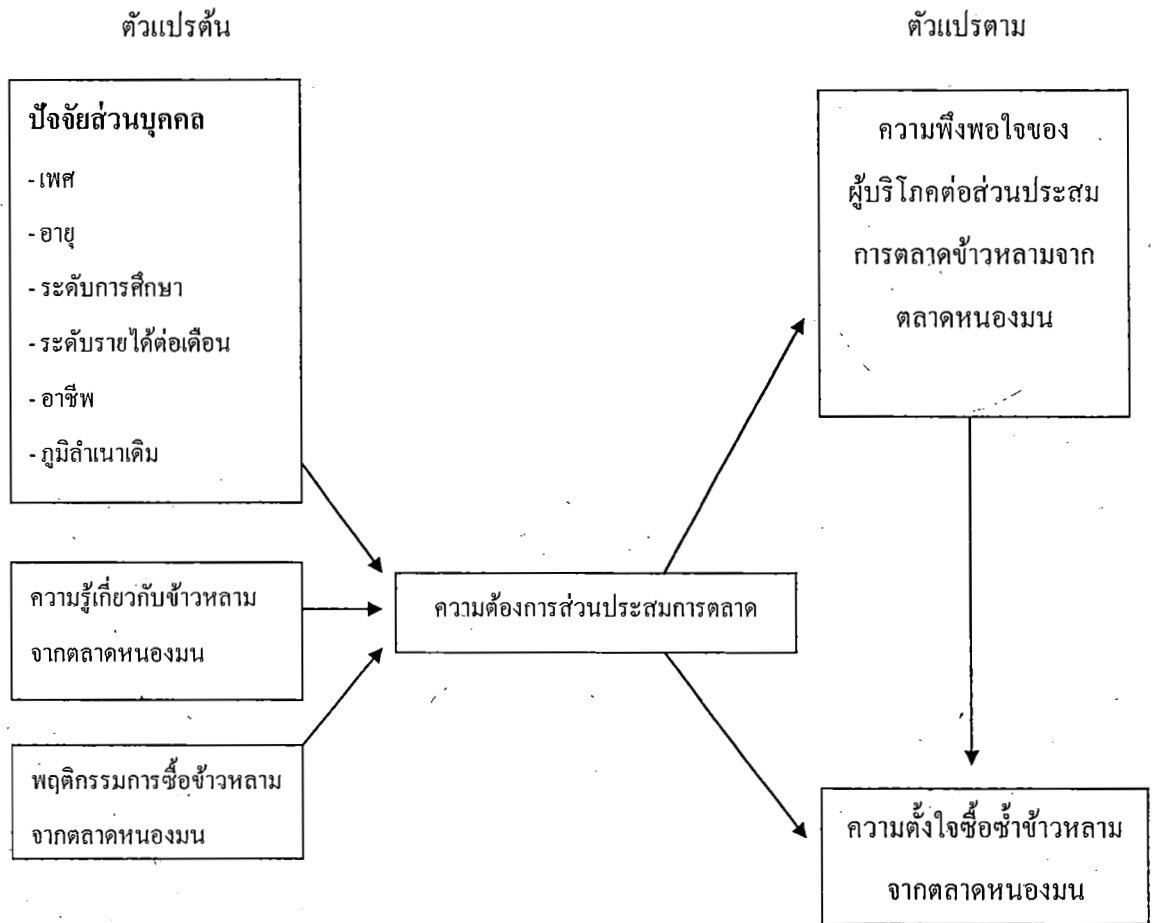 ตัวแปรต้น
ตัวแปรตาม
ปัจจัยส่วนบุคคล
- เพศ
- อายุ
- ระดับการศึกษา
- ระดับรายได้ต่อเดือน
- อาชีพ
- ภูมิลำเนาเดิม
ความรู้เกี่ยวกับข้าวหลาม
จากตลาดหนองมน
พฤติกรรมการซื้อข้าวหลาม
จากตลาดหนองมน
ความต้องการส่วนประสมการตลาด
ความพึงพอใจของ
ผู้บริโภคต่อส่วนประสม
การตลาดข้าวหลามจาก
ตลาดหนองมน
ความตั้งใจซื้อซ้ำข้าวหลาม
จากตลาดหนองมน